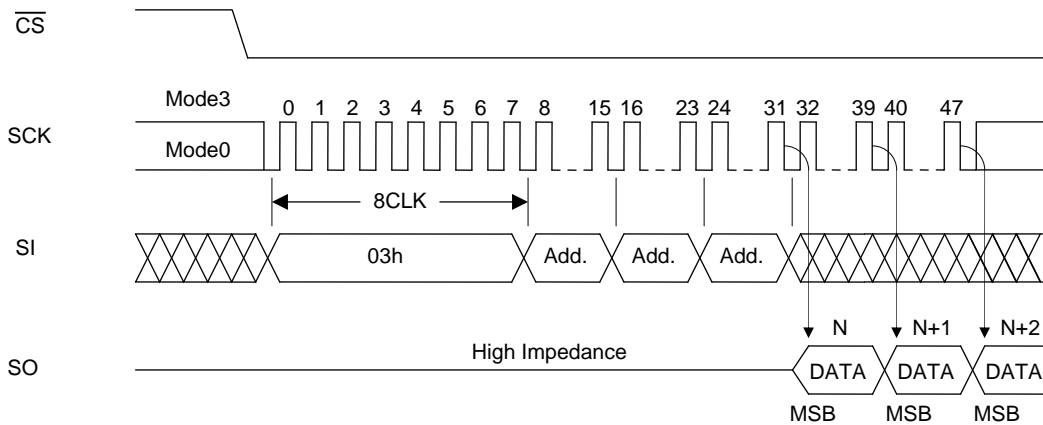 CS
Mode3
0 1 2 3 4 5 6 7 8 15 16 23 24 31 32 39 40 47
SCK
Mode0
8CLK
SI
03h Add. Add. Add.
N N+1 N+2
High Impedance
SO
DATA DATA DATA
MSB MSB MSB